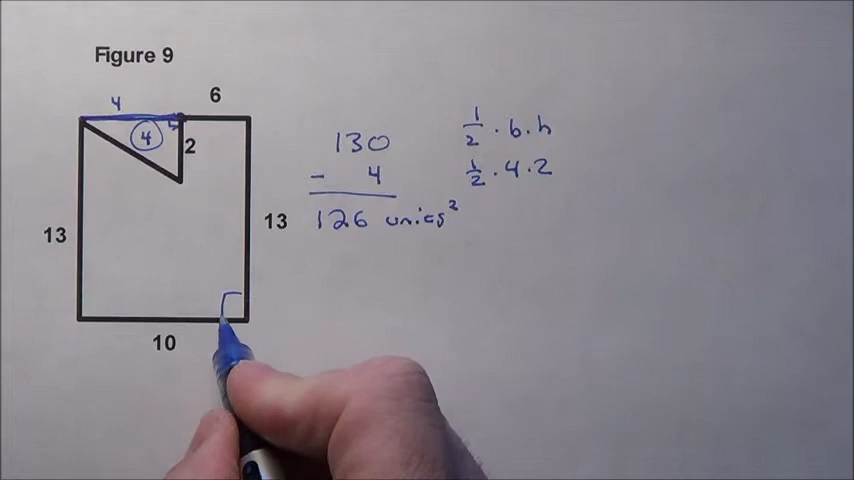 Figure 9
4
6
4
2
13
13
10
130
- 4
126 units²
1/2 · b · h
1/2 · 4 · 2